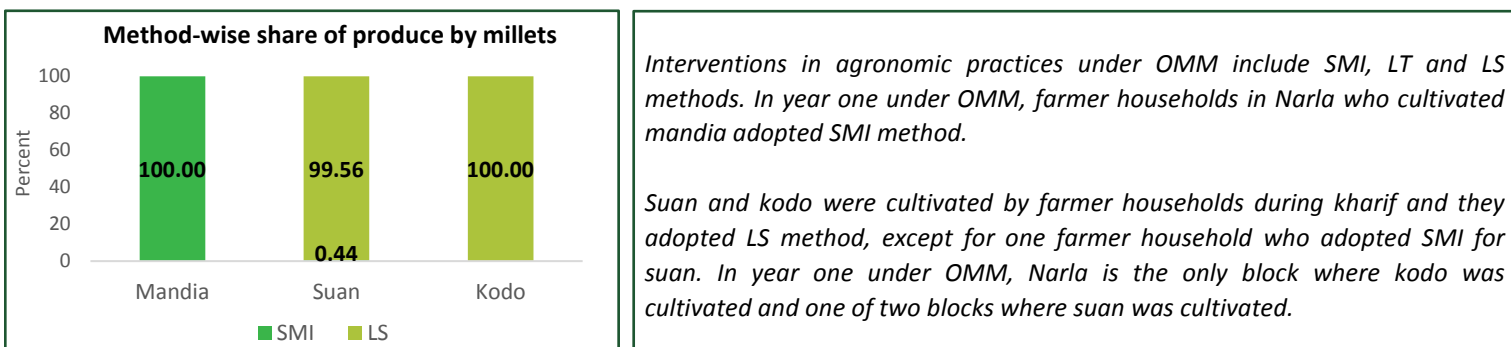 Method-wise share of produce by millets
100
80
60
40
20
0
Percent
100.00
99.56
100.00
0.44
Mandia Suan Kodo
SMI LS
Interventions in agronomic practices under OMM include SMI, LT and LS
methods. In year one under OMM, farmer households in Narla who cultivated
mandia adopted SMI method.
Suan and kodo were cultivated by farmer households during kharif and they
adopted LS method, except for one farmer household who adopted SMI for
suan. In year one under OMM, Narla is the only block where kodo was
cultivated and one of two blocks where suan was cultivated.